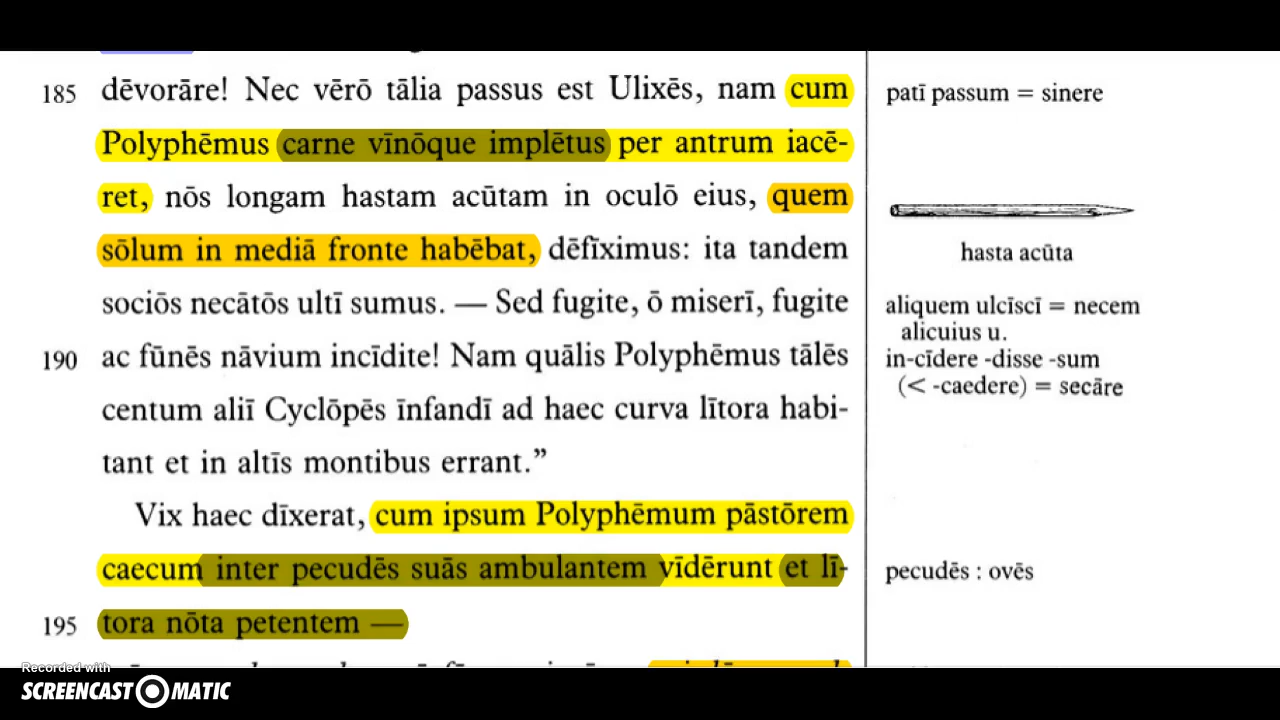 185 dēvorāre! Nec vērō tālia passus est Ulixēs, nam cum
Polyphēmus carne vīnōque implētus per antrum iacē-
ret, nōs longam hastam acūtam in oculō eius, quem
sōlum in mediā fronte habēbat, dēfīximus: ita tandem
sociōs necātōs ultī sumus. — Sed fugite, ō miserī, fugite
190 ac fūnēs nāvium incīdite! Nam quālis Polyphēmus tālēs
centum aliī Cyclōpēs īnfandī ad haec curva lītora habi-
tant et in altīs montibus errant.”
Vix haec dīxerat, cum ipsum Polyphēmum pāstōrem
caecum inter pecudēs suās ambulantem vīdērunt et lī-
195 tora nōta petentem —
patī passum = sinere
hasta acūta
aliquem ulcīscī = necem
alicuius u.
in-cīdere -disse -sum
(< -caedere) = secāre
pecudēs : ovēs
Recorded with
SCREENCAST MATIC